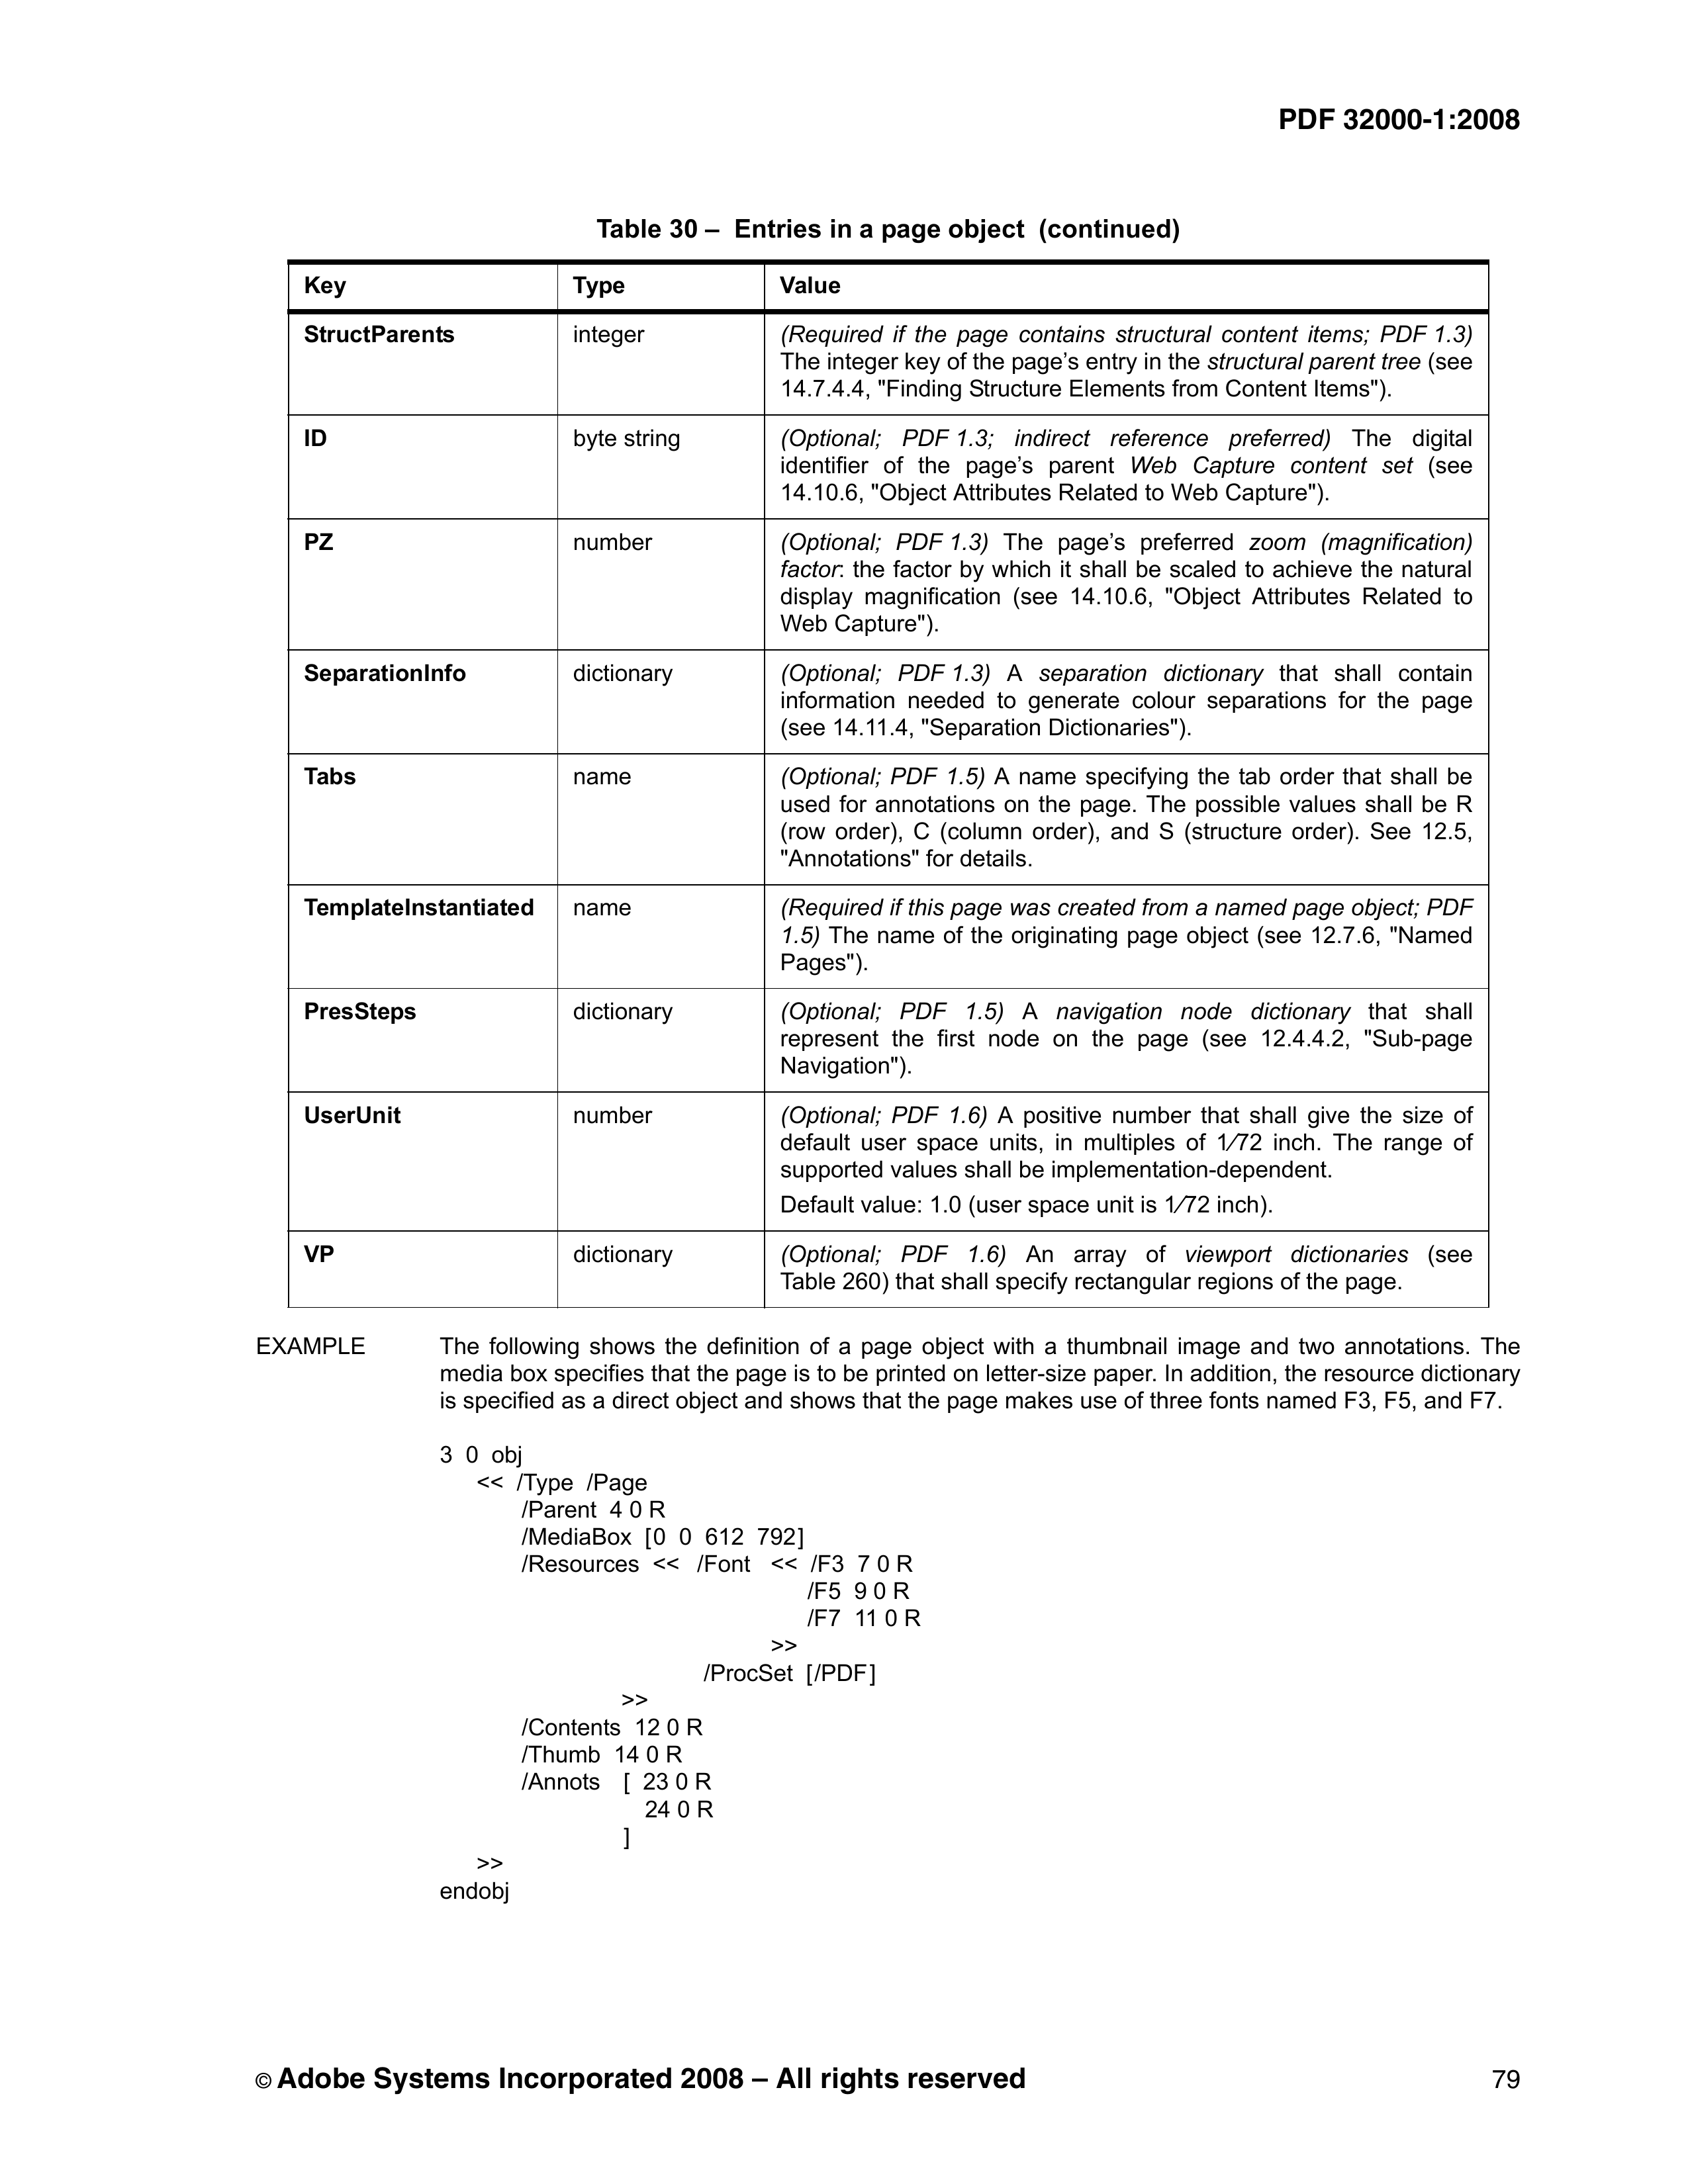 PDF 32000-1:2008
Table 30 – Entries in a page object (continued)
Key Type Value
StructParents integer (Required if the page contains structural content items; PDF 1.3)
The integer key of the page’s entry in the structural parent tree (see
14.7.4.4, "Finding Structure Elements from Content Items").
ID byte string (Optional; PDF 1.3; indirect reference preferred) The digital
identifier of the page’s parent Web Capture content set (see
14.10.6, "Object Attributes Related to Web Capture").
PZ number (Optional; PDF 1.3) The page’s preferred zoom (magnification)
factor: the factor by which it shall be scaled to achieve the natural
display magnification (see 14.10.6, "Object Attributes Related to
Web Capture").
SeparationInfo dictionary (Optional; PDF 1.3) A separation dictionary that shall contain
information needed to generate colour separations for the page
(see 14.11.4, "Separation Dictionaries").
Tabs name (Optional; PDF 1.5) A name specifying the tab order that shall be
used for annotations on the page. The possible values shall be R
(row order), C (column order), and S (structure order). See 12.5,
"Annotations" for details.
TemplateInstantiated name (Required if this page was created from a named page object; PDF
1.5) The name of the originating page object (see 12.7.6, "Named
Pages").
PresSteps dictionary (Optional; PDF 1.5) A navigation node dictionary that shall
represent the first node on the page (see 12.4.4.2, "Sub-page
Navigation").
UserUnit number (Optional; PDF 1.6) A positive number that shall give the size of
default user space units, in multiples of 1⁄72 inch. The range of
supported values shall be implementation-dependent.
Default value: 1.0 (user space unit is 1⁄72 inch).
VP dictionary (Optional; PDF 1.6) An array of viewport dictionaries (see
Table 260) that shall specify rectangular regions of the page.
EXAMPLE The following shows the definition of a page object with a thumbnail image and two annotations. The
media box specifies that the page is to be printed on letter-size paper. In addition, the resource dictionary
is specified as a direct object and shows that the page makes use of three fonts named F3, F5, and F7.
3 0 obj
<< /Type /Page
/Parent 4 0 R
/MediaBox [0 0 612 792]
/Resources << /Font << /F3 7 0 R
/F5 9 0 R
/F7 11 0 R
>>
/ProcSet [/PDF]
>>
/Contents 12 0 R
/Thumb 14 0 R
/Annots [ 23 0 R
24 0 R
]
>>
endobj
© Adobe Systems Incorporated 2008 – All rights reserved 79